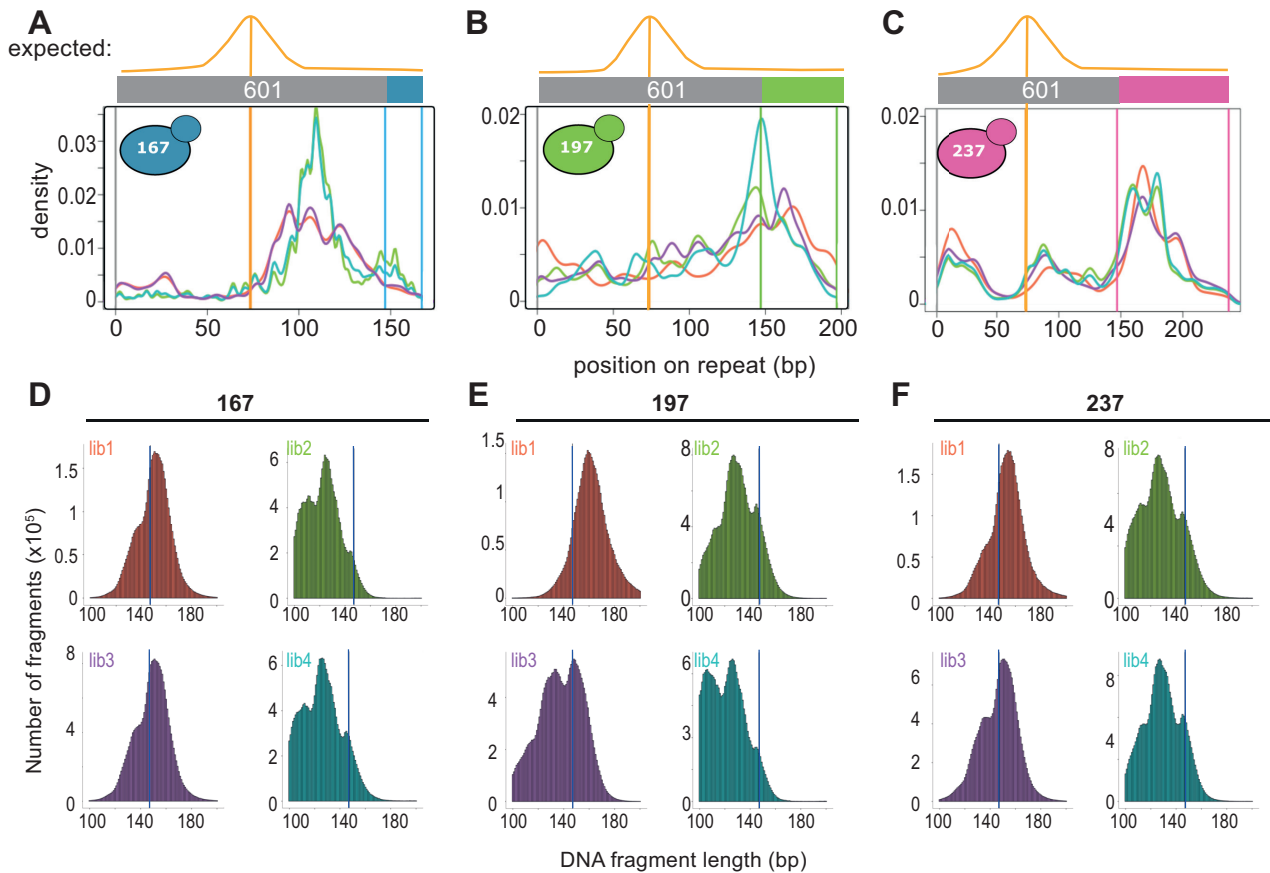 A
B
C
expected:
601
601
601
0.03
0.02
0.01
0
density
167
0 50 100 150
0.02
0.01
0
197
0 50 100 150 200
0.02
0.01
0
237
0 50 100 150 200
position on repeat (bp)
D
167
E
197
F
237
Number of fragments (x10⁵)
lib1
1.5
1
0.5
0
100 140 180
lib2
6
4
2
0
100 140 180
lib1
1.5
1
0.5
0
100 140 180
lib2
8
4
0
100 140 180
lib1
1.5
1
0.5
0
100 140 180
lib2
8
4
0
100 140 180
lib3
8
4
0
100 140 180
lib4
6
4
2
0
100 140 180
lib3
4
2
0
100 140 180
lib4
6
3
0
100 140 180
lib3
6
4
2
0
100 140 180
lib4
8
4
0
100 140 180
DNA fragment length (bp)